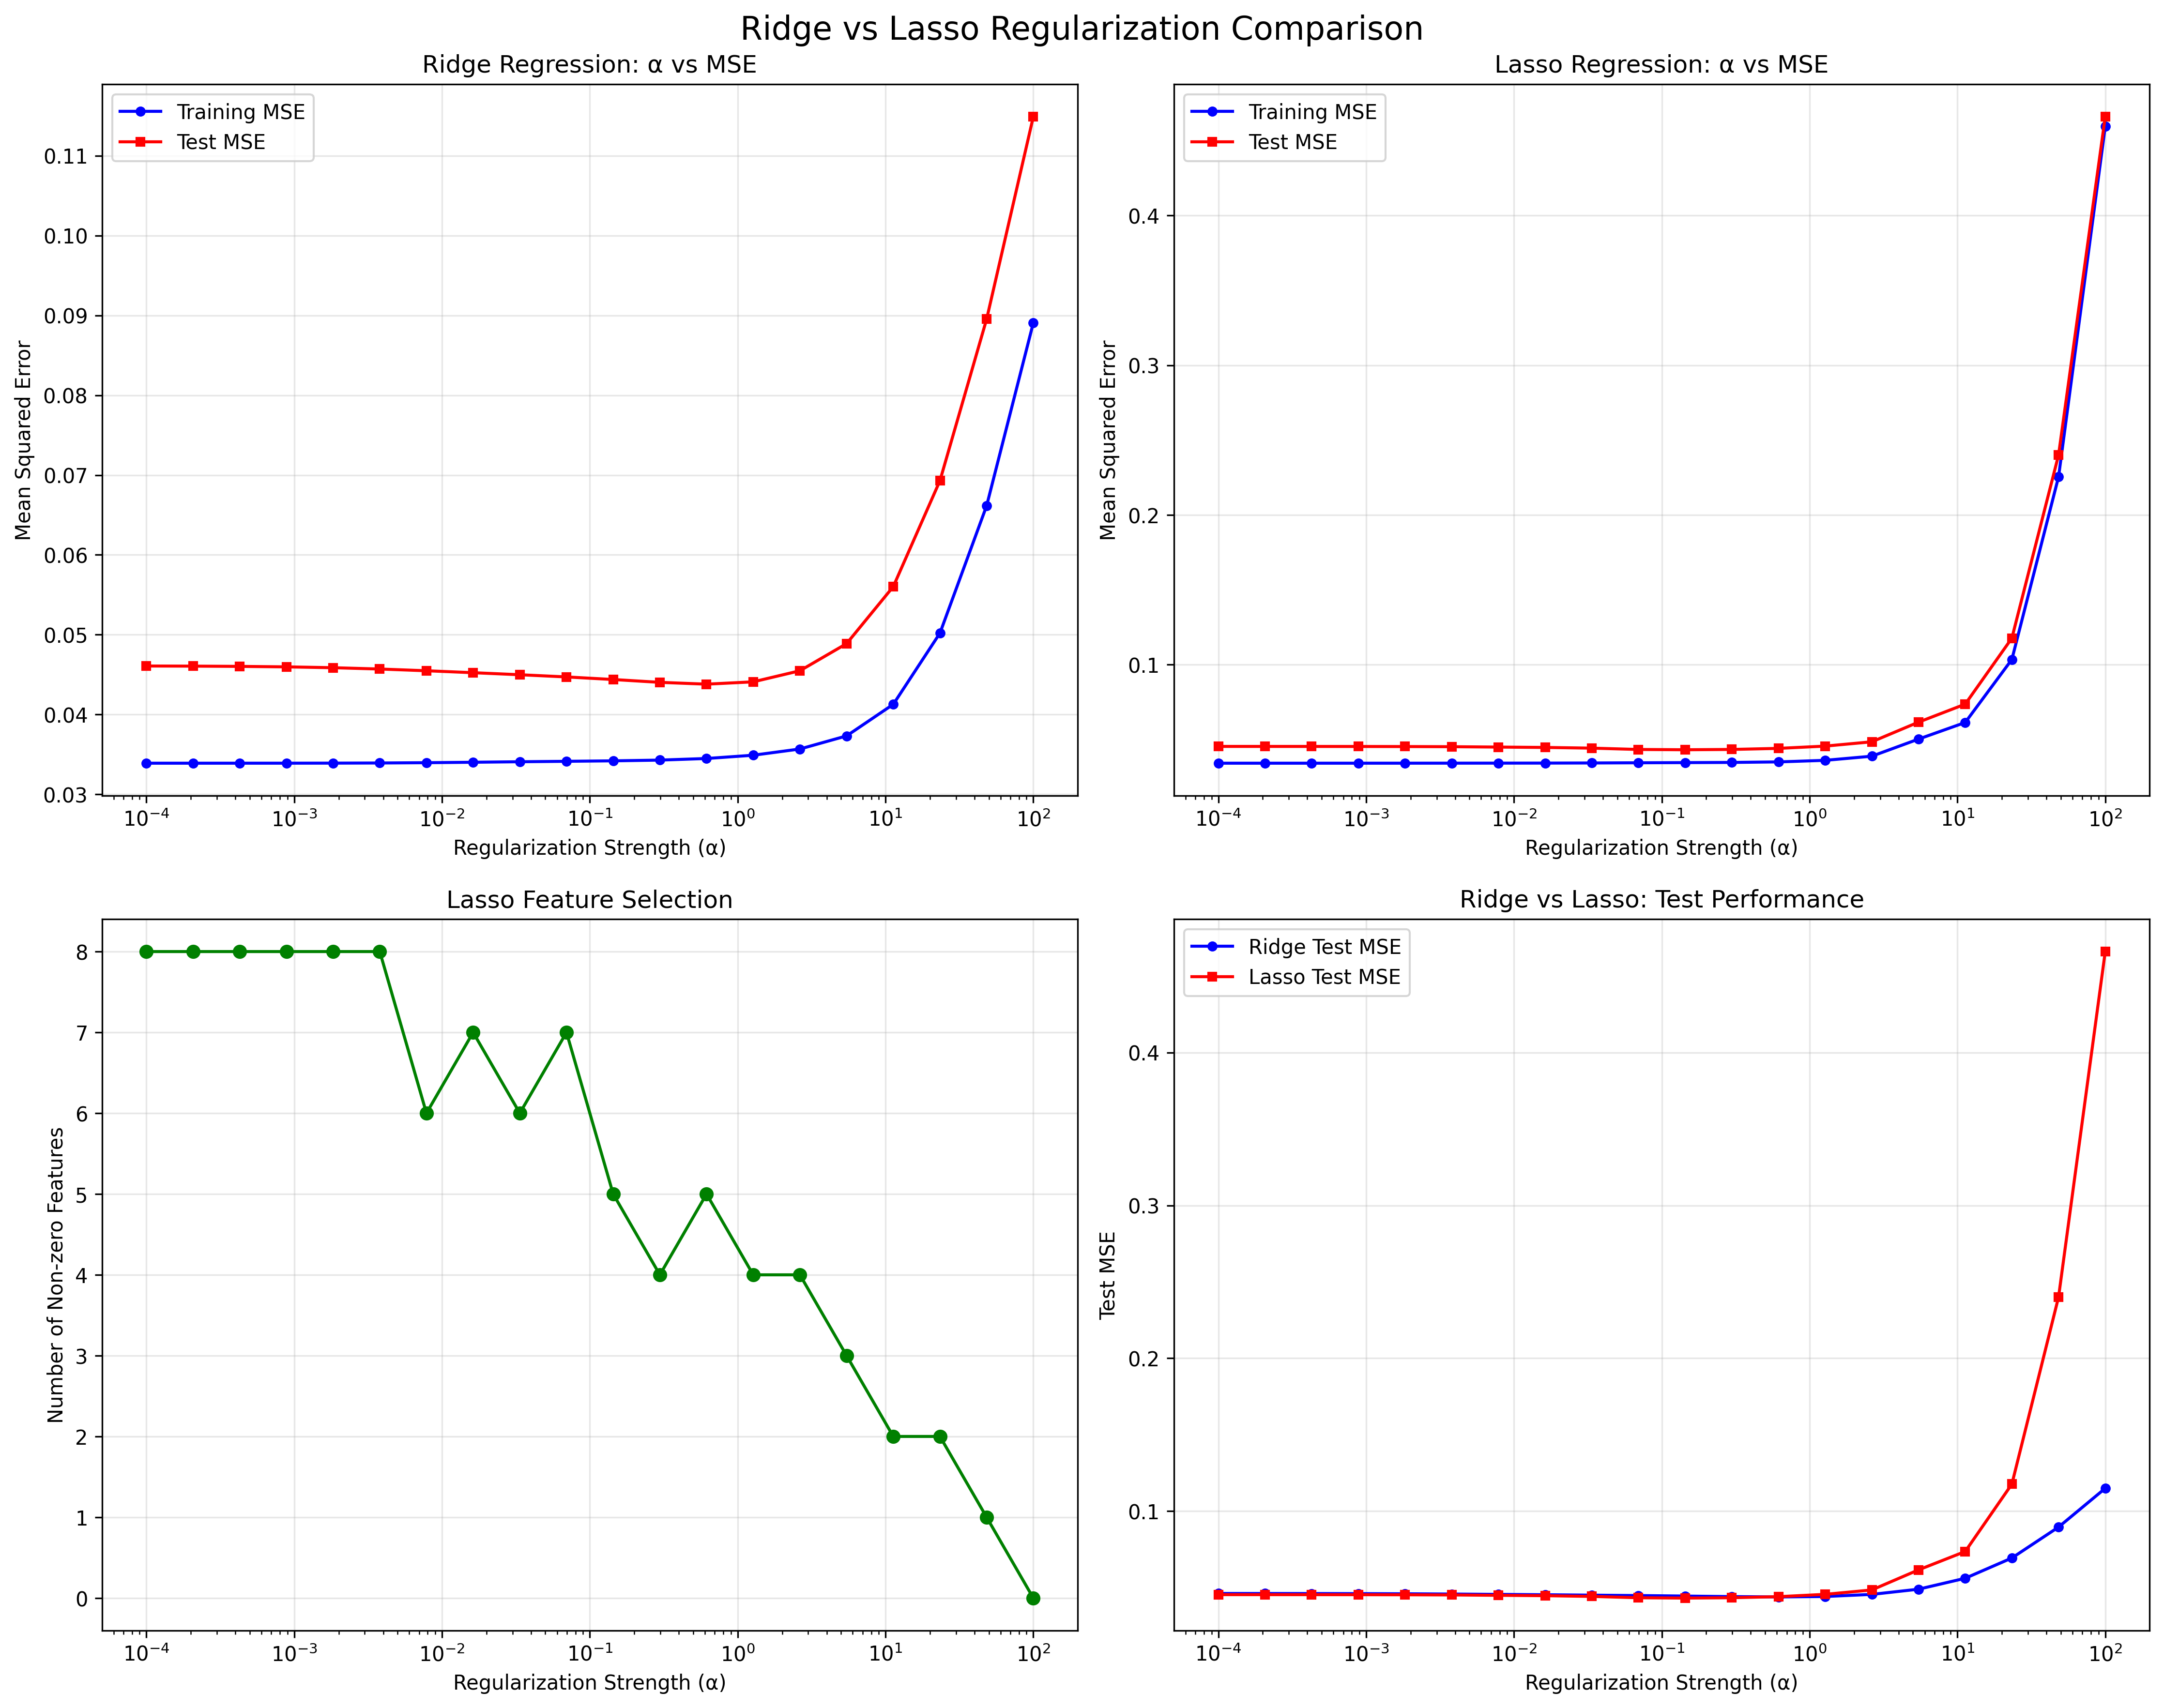 Ridge vs Lasso Regularization Comparison
Ridge Regression: α vs MSE
Training MSE
Test MSE
Mean Squared Error
0.11
0.10
0.09
0.08
0.07
0.06
0.05
0.04
0.03
10⁻⁴ 10⁻³ 10⁻² 10⁻¹ 10⁰ 10¹ 10²
Regularization Strength (α)
Lasso Regression: α vs MSE
Training MSE
Test MSE
Mean Squared Error
0.4
0.3
0.2
0.1
10⁻⁴ 10⁻³ 10⁻² 10⁻¹ 10⁰ 10¹ 10²
Regularization Strength (α)
Lasso Feature Selection
Number of Non-zero Features
8
7
6
5
4
3
2
1
0
10⁻⁴ 10⁻³ 10⁻² 10⁻¹ 10⁰ 10¹ 10²
Regularization Strength (α)
Ridge vs Lasso: Test Performance
Ridge Test MSE
Lasso Test MSE
Test MSE
0.4
0.3
0.2
0.1
10⁻⁴ 10⁻³ 10⁻² 10⁻¹ 10⁰ 10¹ 10²
Regularization Strength (α)